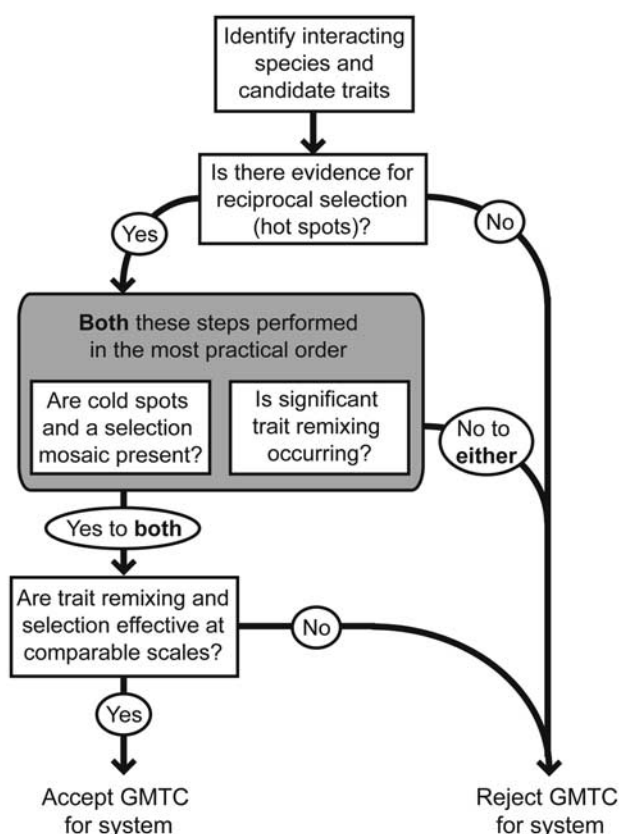 Identify interacting
species and
candidate traits
Is there evidence for
reciprocal selection
(hot spots)?
Yes
No
Both these steps performed
in the most practical order
Are cold spots
and a selection
mosaic present?
Is significant
trait remixing
occurring?
No to
either
Yes to both
Are trait remixing and
selection effective at
comparable scales?
No
Yes
Accept GMTC
for system
Reject GMTC
for system